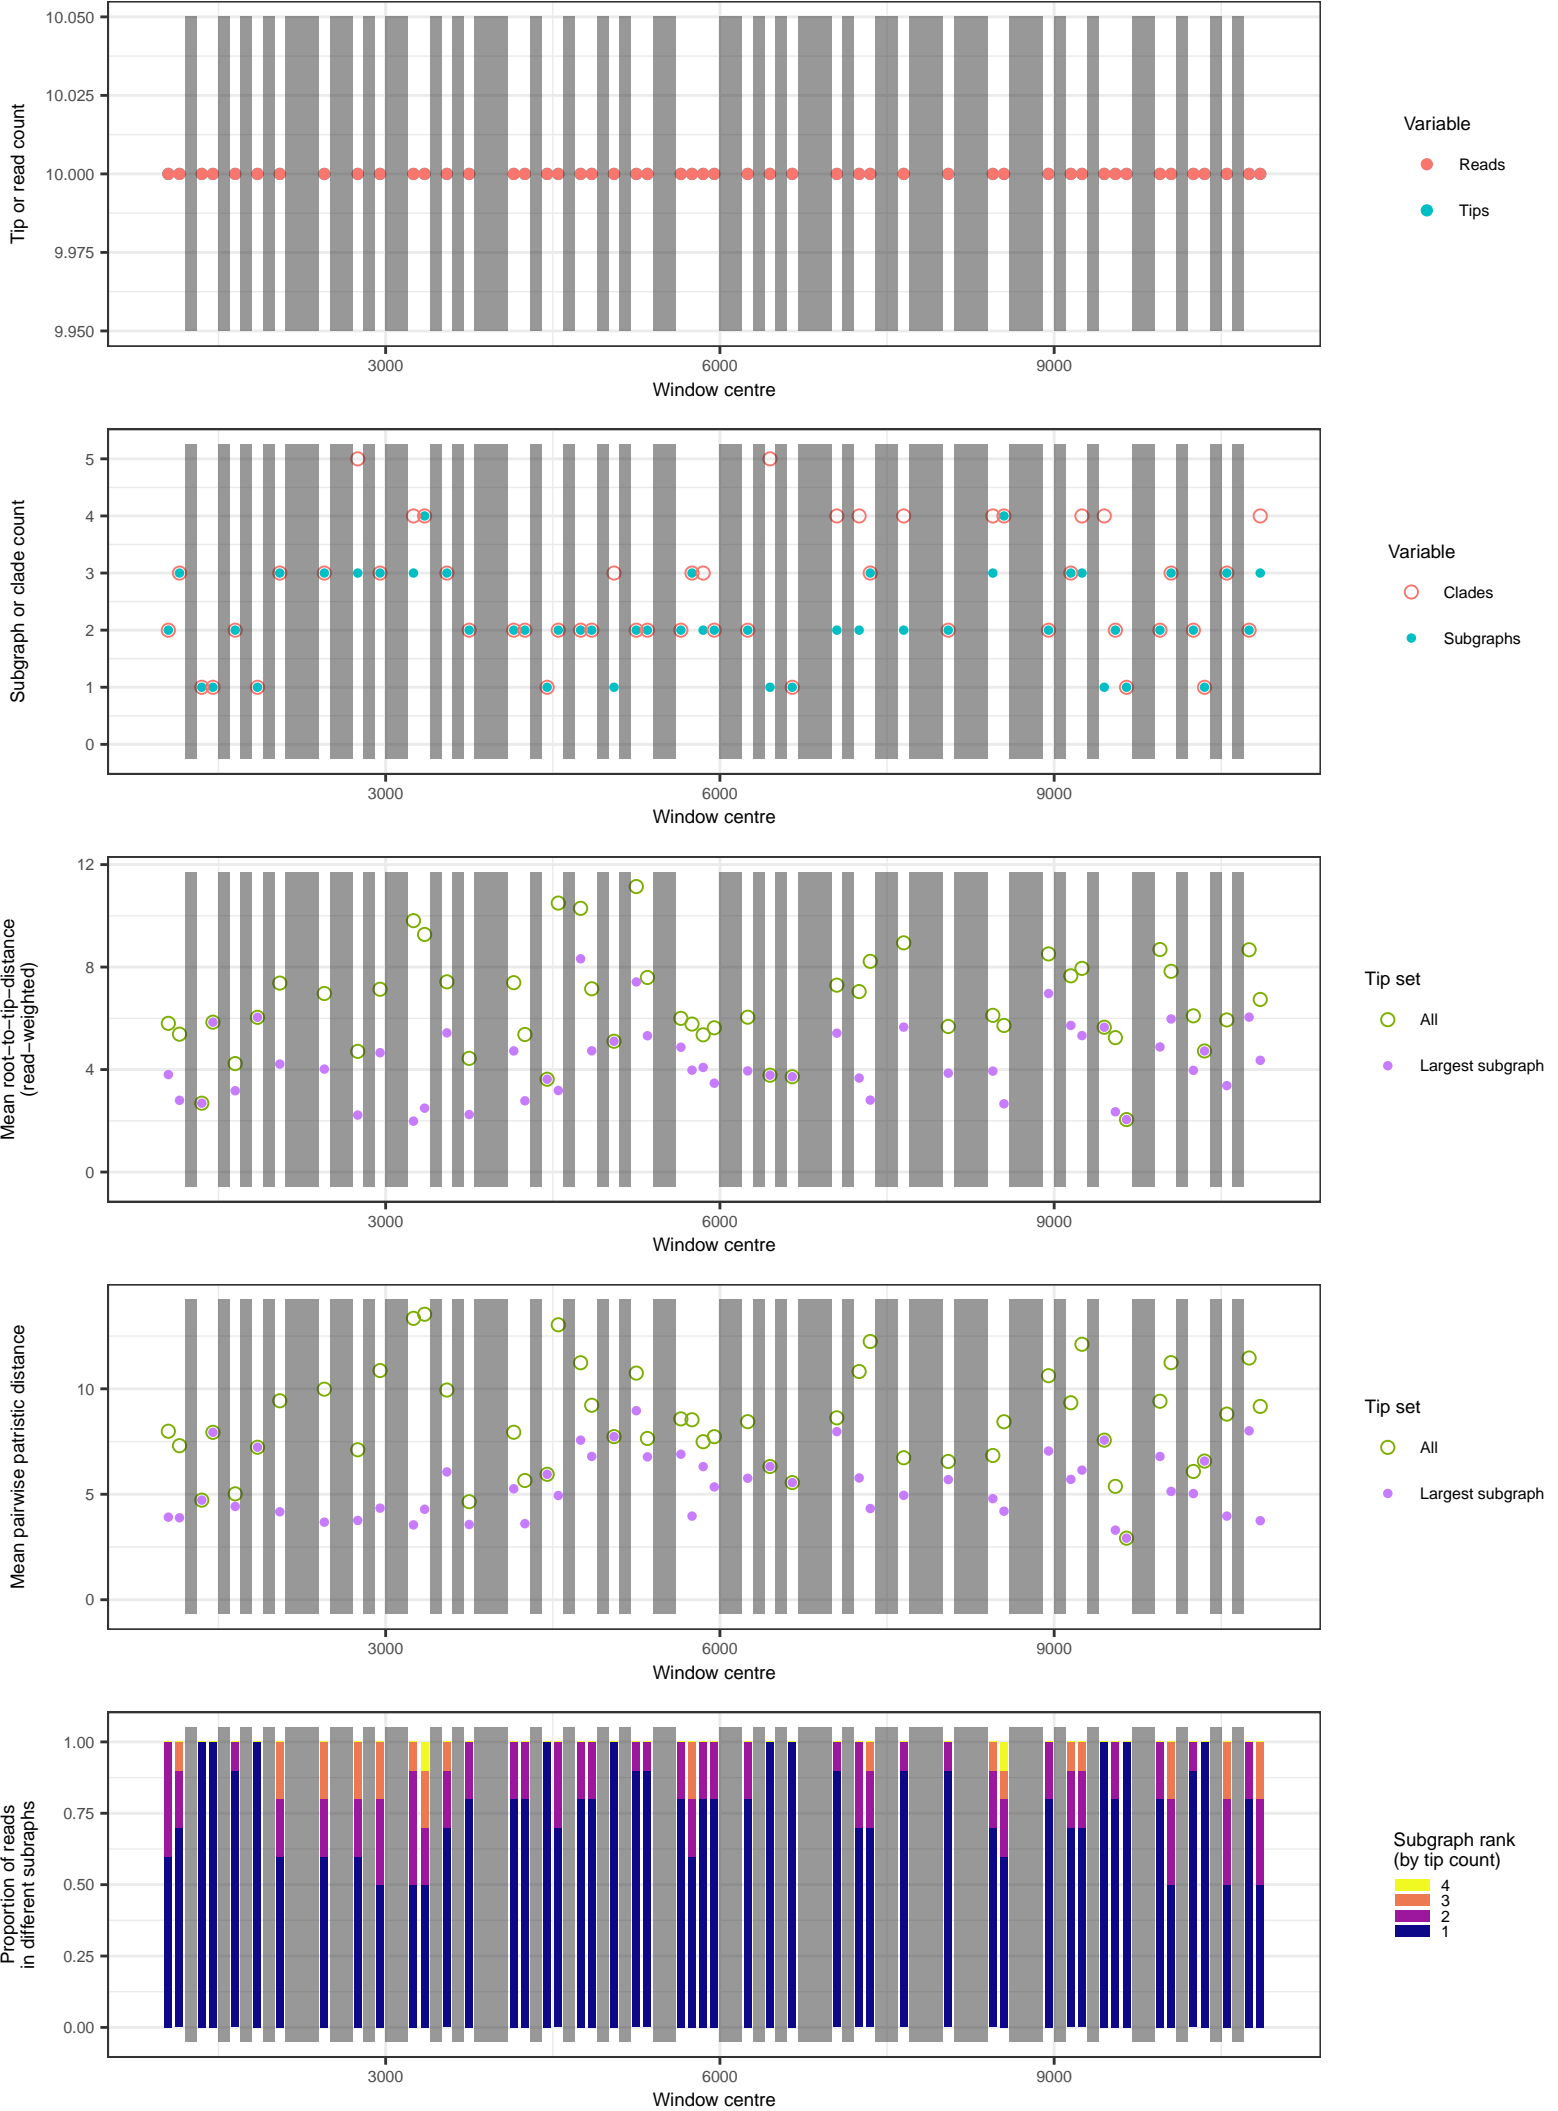 Tip or read count
10.050
10.025
10.000
9.975
9.950
3000
6000
9000
Window centre
Variable
Reads
Tips
Subgraph or clade count
5
4
3
2
1
0
3000
6000
9000
Window centre
Variable
Clades
Subgraphs
Mean root−to−tip−distance
(read−weighted)
12
8
4
0
3000
6000
9000
Window centre
Tip set
All
Largest subgraph
Mean pairwise patristic distance
10
5
0
3000
6000
9000
Window centre
Tip set
All
Largest subgraph
Proportion of reads
in different subraphs
1.00
0.75
0.50
0.25
0.00
3000
6000
9000
Window centre
Subgraph rank
(by tip count)
4
3
2
1